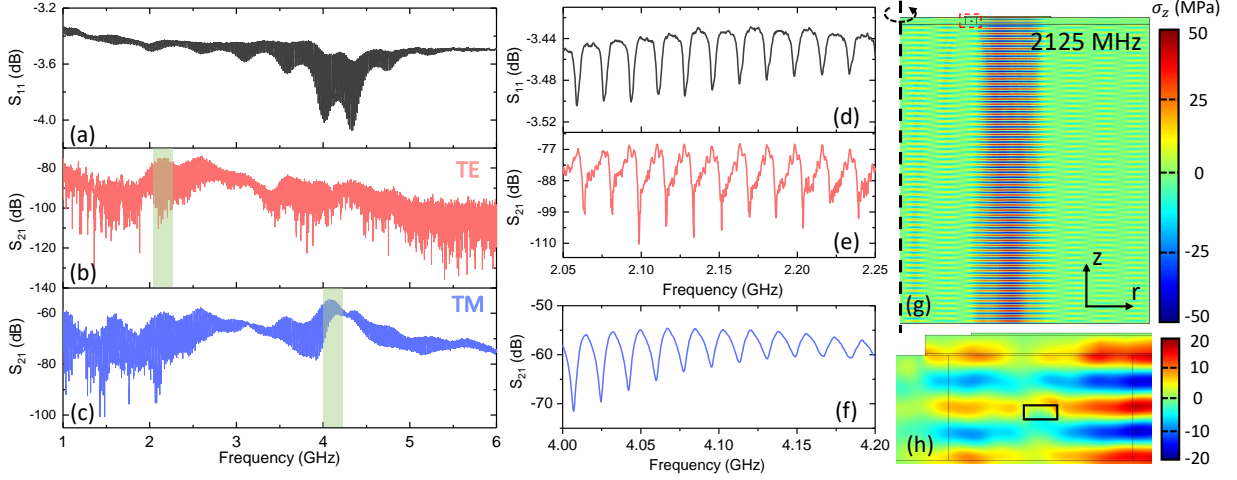 S11 (dB)
-3.2
-3.6
-4.0
(a)
S21 (dB)
-80
-100
-120
-140
TE
(b)
S21 (dB)
-60
-80
-100
TM
(c)
1 2 3 4 5 6
Frequency (GHz)
S11 (dB)
-3.44
-3.48
-3.52
(d)
S21 (dB)
-77
-88
-99
-110
(e)
2.05 2.10 2.15 2.20 2.25
Frequency (GHz)
S21 (dB)
-50
-60
-70
(f)
4.00 4.05 4.10 4.15 4.20
Frequency (GHz)
2125 MHz
z
r
(g)
σz (MPa)
50
25
0
-25
-50
(h)
20
10
0
-10
-20